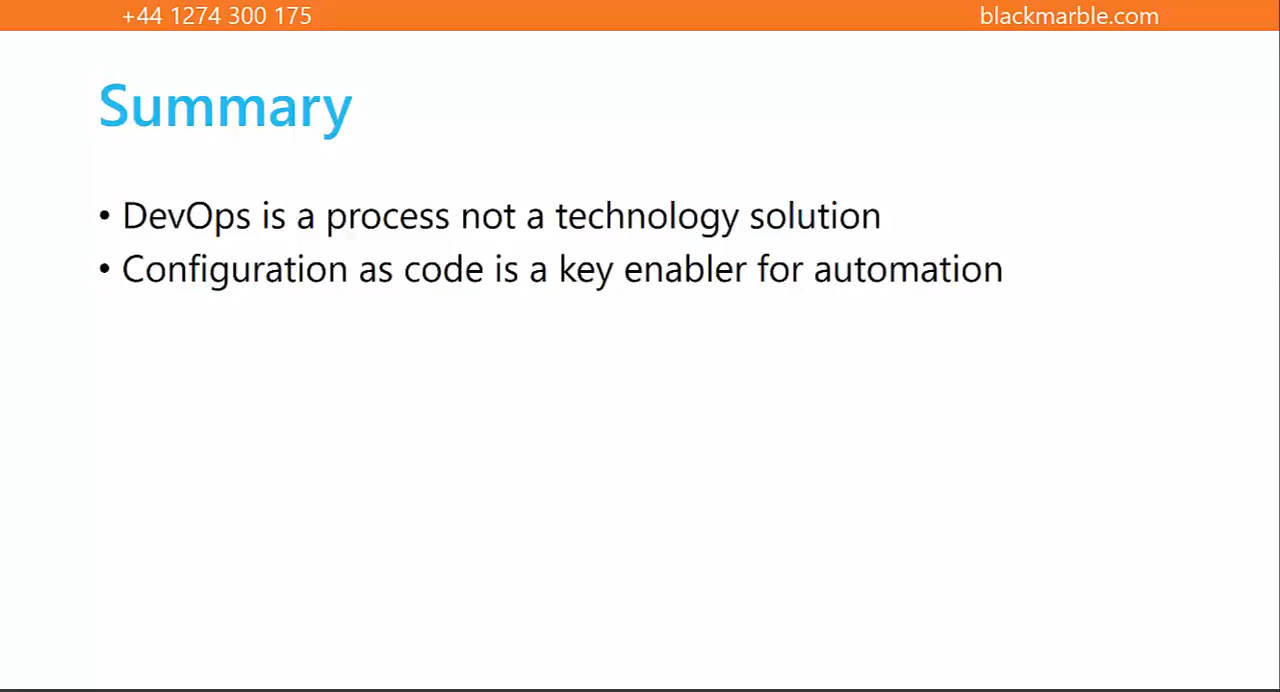 +44 1274 300 175 blackmarble.com
Summary
• DevOps is a process not a technology solution
• Configuration as code is a key enabler for automation